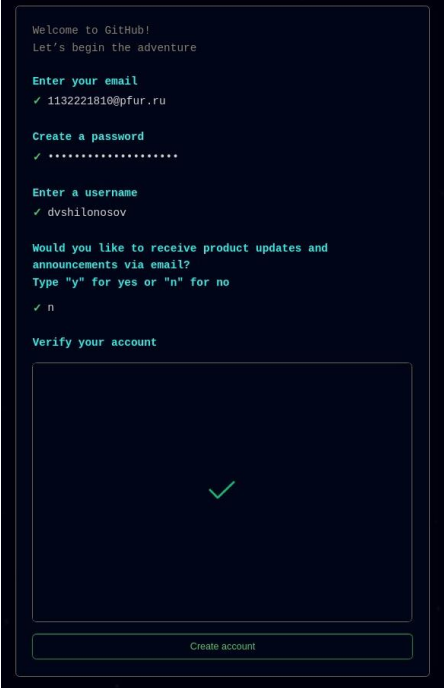 Welcome to GitHub!
Let’s begin the adventure
Enter your email
✓ 1132221810@pfur.ru
Create a password
✓ ••••••••••••••••••••
Enter a username
✓ dvshilonosov
Would you like to receive product updates and
announcements via email?
Type "y" for yes or "n" for no
✓ n
Verify your account
Create account